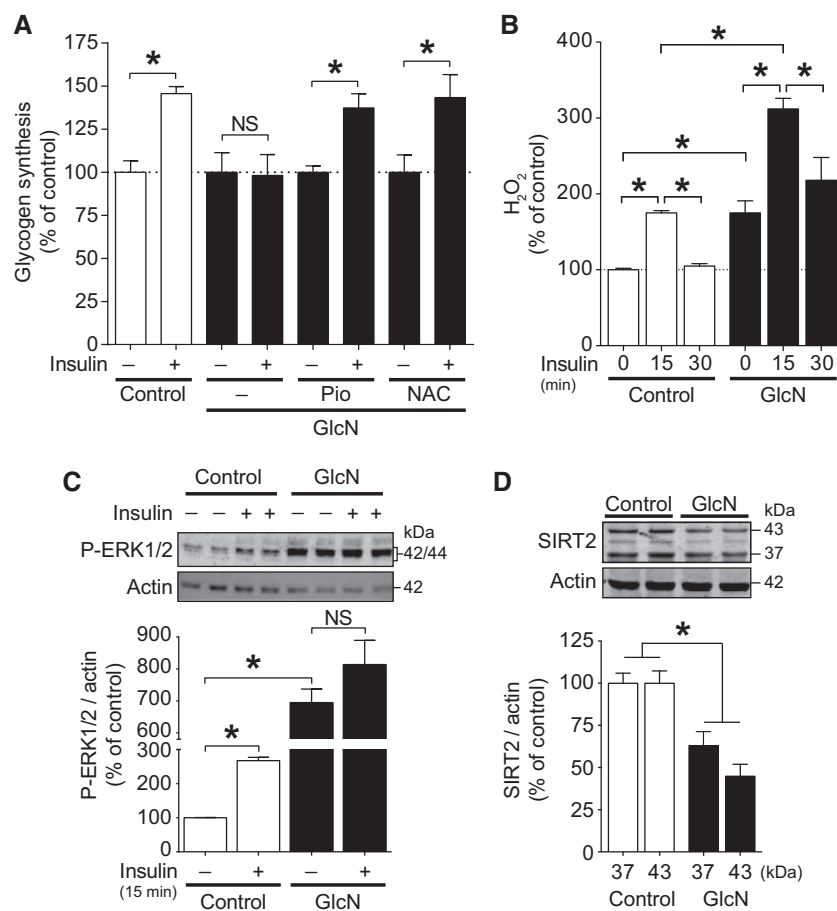 A
Glycogen synthesis
(% of control)
175
150
125
100
75
50
25
0
*
NS
*
*
Insulin – + – + – + – +
Control – Pio NAC
GlcN
B
H2O2
(% of control)
400
300
200
100
0
*
*
*
*
*
*
Insulin 0 15 30 0 15 30
(min)
Control GlcN
C
Control GlcN
Insulin – – + + – – + +
kDa
P-ERK1/2 42/44
Actin 42
P-ERK1/2 / actin
(% of control)
900
800
700
600
300
200
100
0
NS
*
*
Insulin – + – +
(15 min)
Control GlcN
D
Control GlcN kDa
43
SIRT2
37
Actin 42
SIRT2 / actin
(% of control)
125
100
75
50
25
0
*
37 43 37 43 (kDa)
Control GlcN